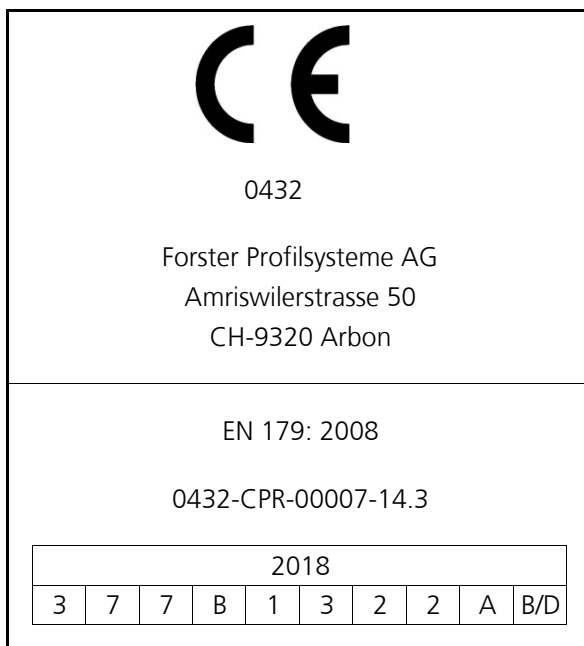 CE
0432
Forster Profilsysteme AG
Amriswilerstrasse 50
CH-9320 Arbon
EN 179: 2008
0432-CPR-00007-14.3
2018
3 7 7 B 1 3 2 2 A B/D